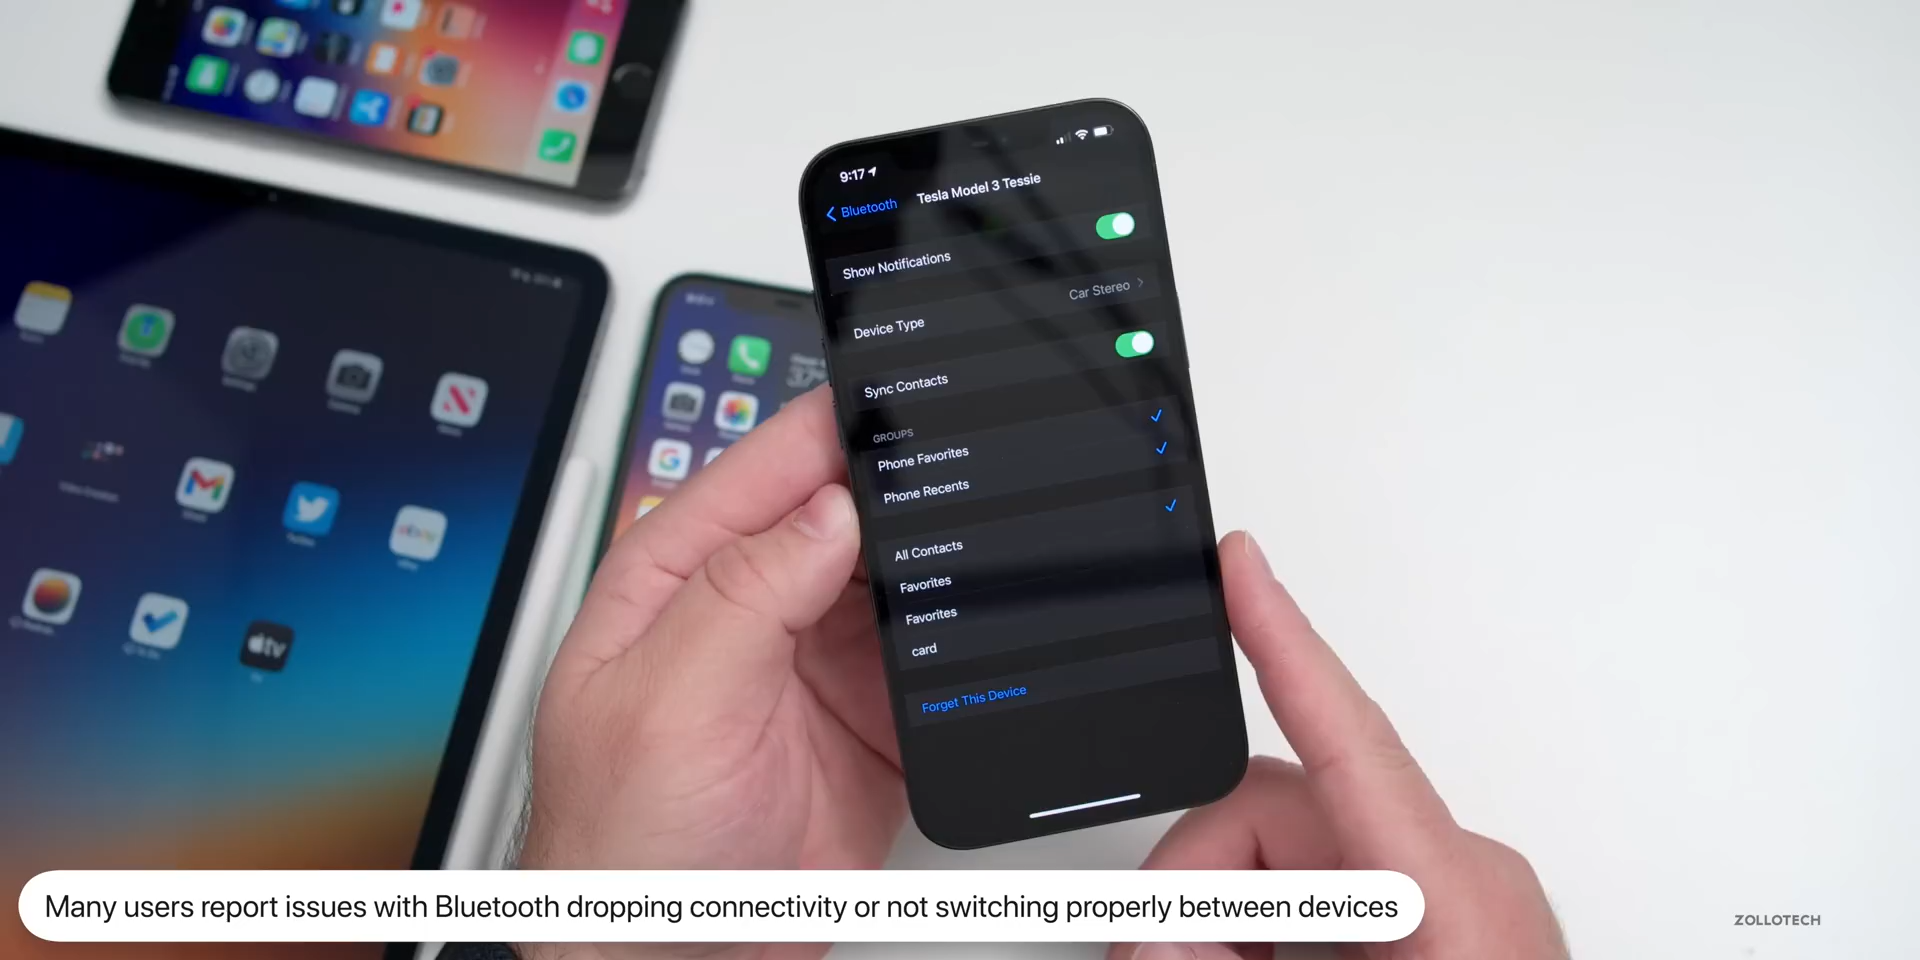 9:17
Bluetooth
Tesla Model 3 Tessie
Show Notifications
Device Type
Car Stereo
Sync Contacts
GROUPS
Phone Favorites
Phone Recents
All Contacts
Favorites
Favorites
card
Forget This Device
tv
Many users report issues with Bluetooth dropping connectivity or not switching properly between devices
ZOLLOTECH